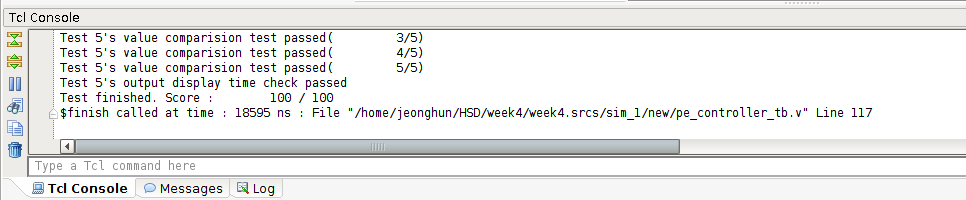 Tcl Console
Test 5's value comparision test passed(          3/5)
Test 5's value comparision test passed(          4/5)
Test 5's value comparision test passed(          5/5)
Test 5's output display time check passed
Test finished. Score :         100 / 100
$finish called at time : 18595 ns : File "/home/jeonghun/HSD/week4/week4.srcs/sim_1/new/pe_controller_tb.v" Line 117
Type a Tcl command here
Tcl Console Messages Log